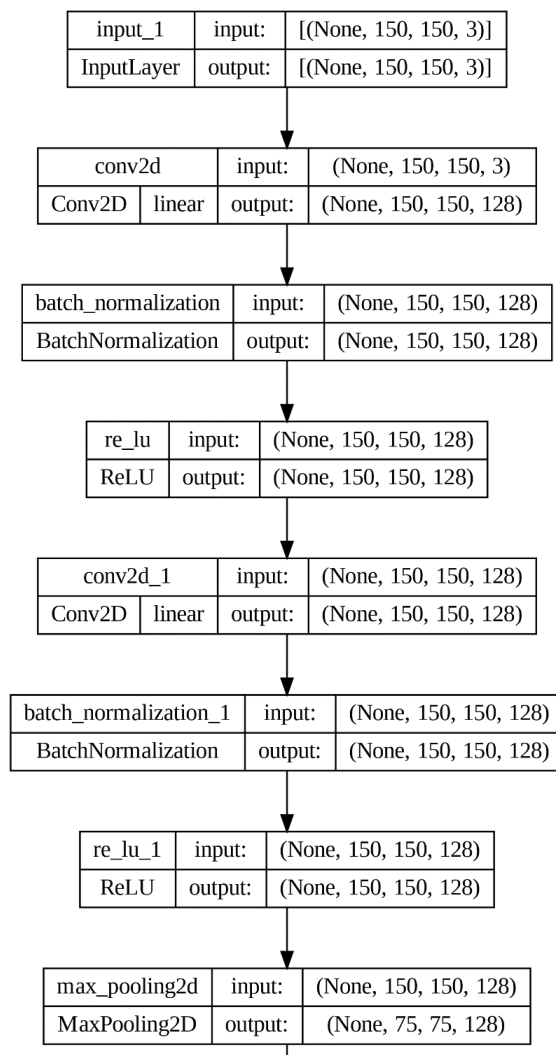 input_1 input: [(None, 150, 150, 3)]
InputLayer output: [(None, 150, 150, 3)]
conv2d input: (None, 150, 150, 3)
Conv2D linear output: (None, 150, 150, 128)
batch_normalization input: (None, 150, 150, 128)
BatchNormalization output: (None, 150, 150, 128)
re_lu input: (None, 150, 150, 128)
ReLU output: (None, 150, 150, 128)
conv2d_1 input: (None, 150, 150, 128)
Conv2D linear output: (None, 150, 150, 128)
batch_normalization_1 input: (None, 150, 150, 128)
BatchNormalization output: (None, 150, 150, 128)
re_lu_1 input: (None, 150, 150, 128)
ReLU output: (None, 150, 150, 128)
max_pooling2d input: (None, 150, 150, 128)
MaxPooling2D output: (None, 75, 75, 128)